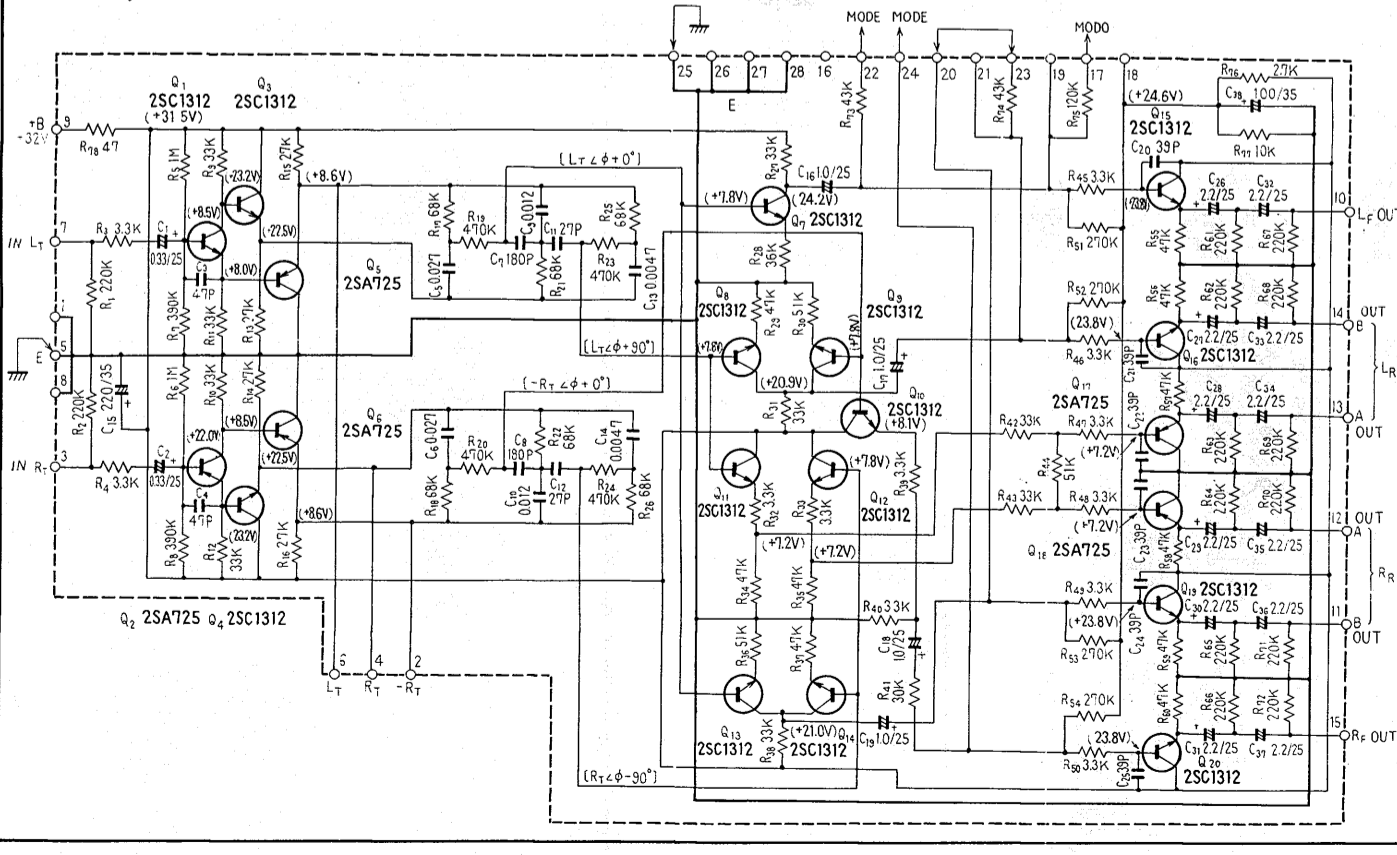 MODE
MODE
MODO
25
26
27
28
16
22
24
20
21
23
19
17
18
E
Q1
2SC1312
(+31.5V)
Q3
2SC1312
+B
-32V
9
R78 47
R5 1M
R9 33K
(-23.2V)
R15 27K
(+8.6V)
[LT∠φ+0°]
R27 33K
C16 1.0/25
R73 43K
R74 43K
R75 120K
(+24.6V)
Q15
2SC1312
C20 39P
R76 2.7K
C38 100/35
R77 10K
7
IN LT
R3 3.3K
C1
0.33/25
(+8.5V)
(-22.5V)
C3
47P
(+8.0V)
Q5
2SA725
R17 68K
R19
470K
C5 0.027
C7 180P
C9 0.012
C11 27P
R21 68K
R23
470K
R25
68K
C13 0.0047
(+7.8V)
(24.2V)
Q7 2SC1312
R28
36K
R45 3.3K
R51 270K
C26
2.2/25
C32
2.2/25
10
LF OUT
R55
47K
R61
220K
R67
220K
R1 220K
R7 390K
R11 33K
R13 27K
1
E
5
8
Q8
2SC1312
R29 47K
R30 51K
Q9
2SC1312
(+7.8V)
(+7.8V)
C17 1.0/25
R52 270K
(23.8V)
R46 3.3K
C21 39P
R56
47K
R62
220K
R68
220K
14
B
OUT
C27 2.2/25
C33 2.2/25
Q16 2SC1312
LR
[LT∠φ+90°]
(+20.9V)
R31
33K
Q10
2SC1312
(+8.1V)
Q17
2SA725
C22 39P
R57 47K
C28
2.2/25
C34
2.2/25
13
A
OUT
R2 220K
C15 220/35
R6 1M
R10 33K
R14 27K
[-RT∠φ+0°]
Q6
2SA725
(+8.5V)
(+22.0V)
(+22.5V)
3
IN RT
R4 3.3K
C2
0.33/25
C4
47P
C6 0.027
R20
470K
C8
180P
R22
68K
C14
0.0047
C10
0.012
C12
27P
R24
470K
R18 68K
R26 68K
(+7.8V)
R39 3.3K
R42 33K
R47 3.3K
(+7.2V)
R44
51K
R43 33K
R48 3.3K
(+7.2V)
R63
220K
R69
220K
R64
220K
R70
220K
12
OUT
A
Q11
2SC1312
R32 3.3K
R33
3.3K
Q12
2SC1312
(+7.2V)
(+7.2V)
R8 390K
R12
33K
(23.2V)
R16 27K
(+8.6V)
Q18
2SA725
C23 39P
R58 47K
C29 2.2/25
C35 2.2/25
RR
R34 47K
R35 47K
R40 33K
R49 3.3K
(+23.8V)
R53 270K
C24 39P
Q19
2SC1312
C30 2.2/25
C36 2.2/25
11
B
OUT
Q2 2SA725 Q4 2SC1312
R36 51K
R37 47K
C18
1.0/25
R41
30K
R59 47K
R65
220K
R71
220K
6
4
2
LT
RT
-RT
R54 270K
R60 47K
R66
220K
R72
220K
15
RF OUT
Q13
2SC1312
R38 33K
(+21.0V)
Q14
2SC1312
C19 1.0/25
(23.8V)
R50 3.3K
C25 39P
C31 2.2/25
C37 2.2/25
Q20
2SC1312
[RT∠φ-90°]